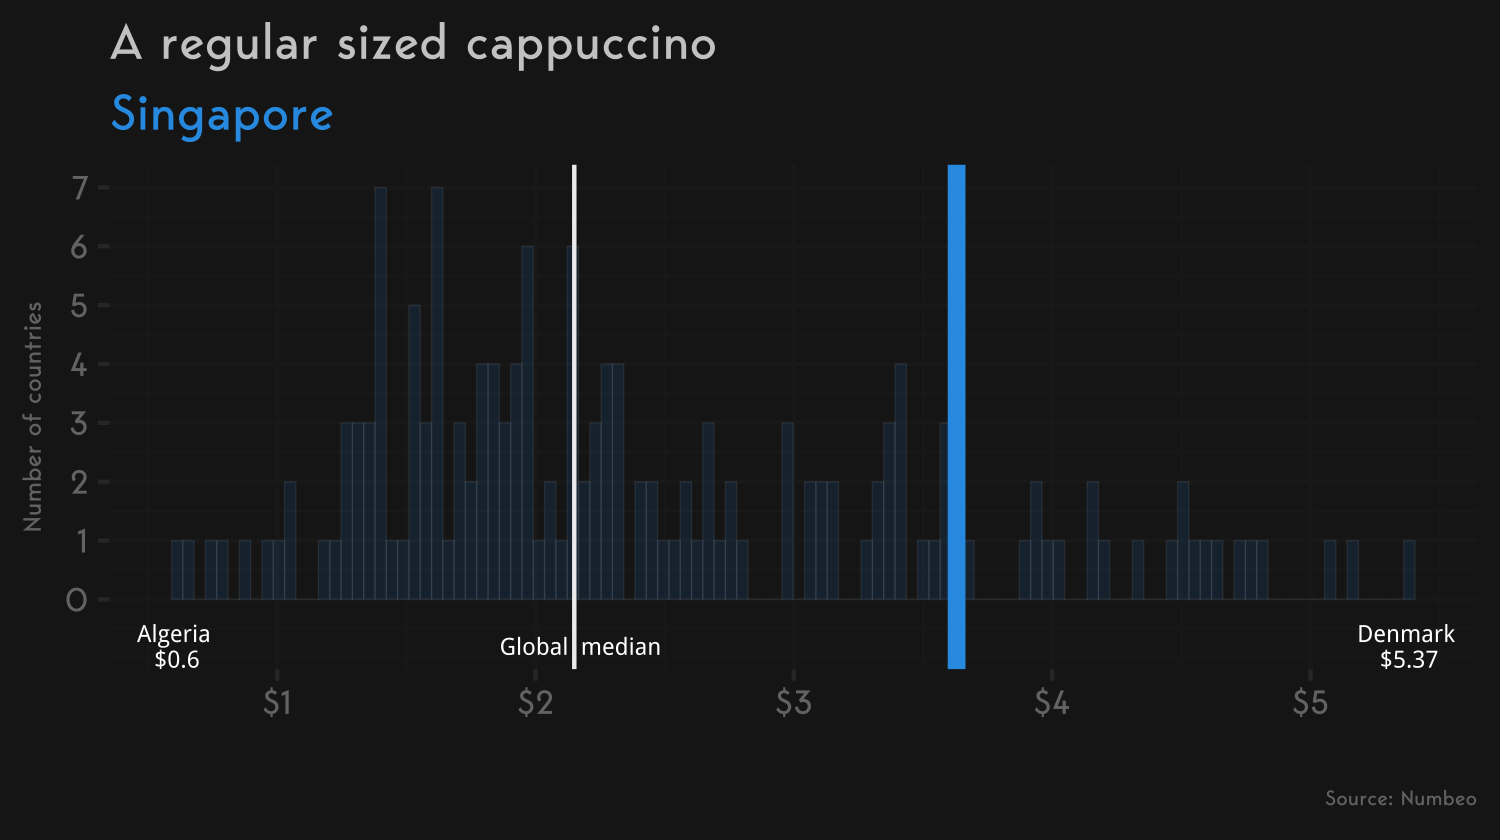 A regular sized cappuccino
Singapore
Number of countries
7
6
5
4
3
2
1
0
Algeria
$0.6
Global median
Denmark
$5.37
$1 $2 $3 $4 $5
Source: Numbeo